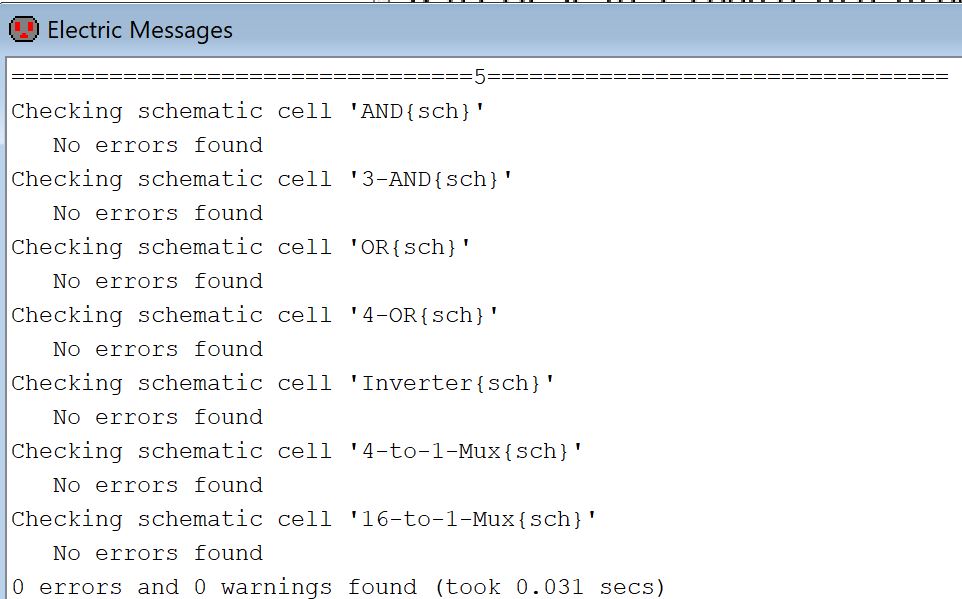 Electric Messages
=================================5=================================
Checking schematic cell 'AND{sch}'
No errors found
Checking schematic cell '3-AND{sch}'
No errors found
Checking schematic cell 'OR{sch}'
No errors found
Checking schematic cell '4-OR{sch}'
No errors found
Checking schematic cell 'Inverter{sch}'
No errors found
Checking schematic cell '4-to-1-Mux{sch}'
No errors found
Checking schematic cell '16-to-1-Mux{sch}'
No errors found
0 errors and 0 warnings found (took 0.031 secs)